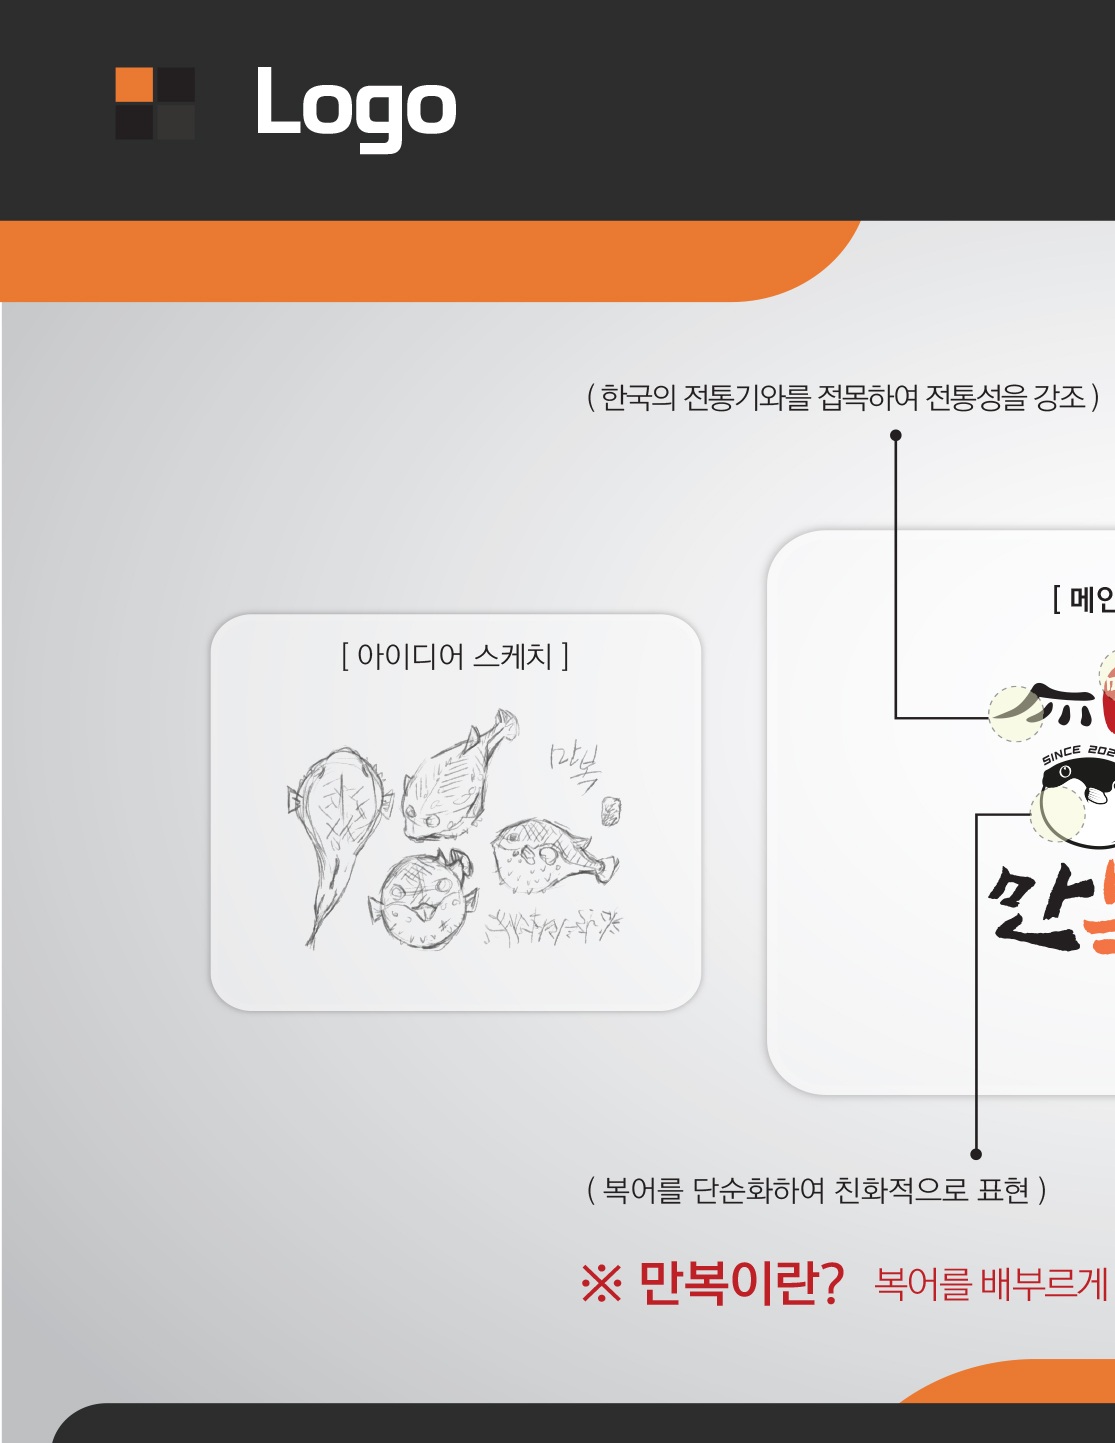 Logo
( 한국의 전통기와를 접목하여 전통성을 강조 )
[ 메인
[ 아이디어 스케치 ]
만복
SINCE 202
만
( 복어를 단순화하여 친화적으로 표현 )
※ 만복이란? 복어를 배부르게